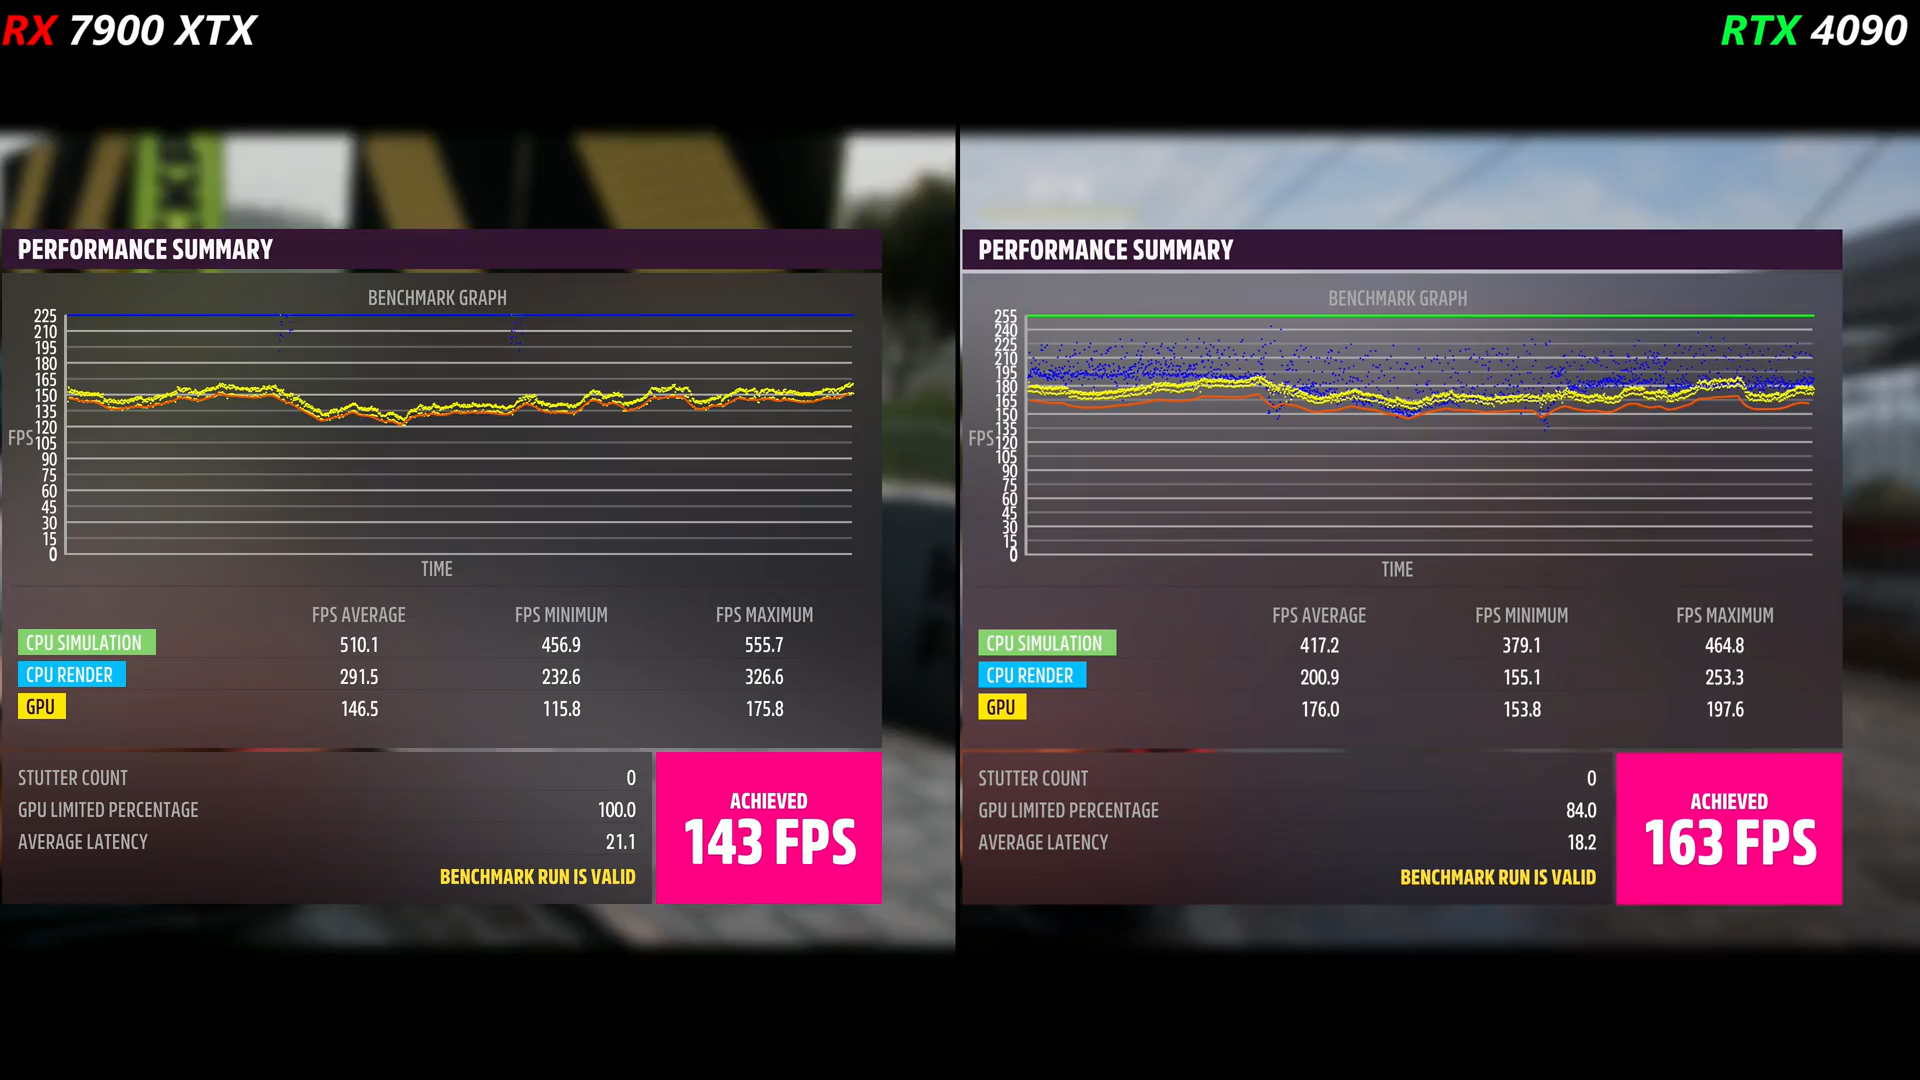 RX 7900 XTX
PERFORMANCE SUMMARY
BENCHMARK GRAPH
225
210
195
180
165
150
135
120
FPS 105
90
75
60
45
30
15
0
TIME
FPS AVERAGE FPS MINIMUM FPS MAXIMUM
CPU SIMULATION 510.1 456.9 555.7
CPU RENDER 291.5 232.6 326.6
GPU 146.5 115.8 175.8
STUTTER COUNT 0
GPU LIMITED PERCENTAGE 100.0
AVERAGE LATENCY 21.1
BENCHMARK RUN IS VALID
ACHIEVED
143 FPS
RTX 4090
PERFORMANCE SUMMARY
BENCHMARK GRAPH
255
240
225
210
195
180
165
150
135
FPS 120
105
90
75
60
45
30
15
0
TIME
FPS AVERAGE FPS MINIMUM FPS MAXIMUM
CPU SIMULATION 417.2 379.1 464.8
CPU RENDER 200.9 155.1 253.3
GPU 176.0 153.8 197.6
STUTTER COUNT 0
GPU LIMITED PERCENTAGE 84.0
AVERAGE LATENCY 18.2
BENCHMARK RUN IS VALID
ACHIEVED
163 FPS